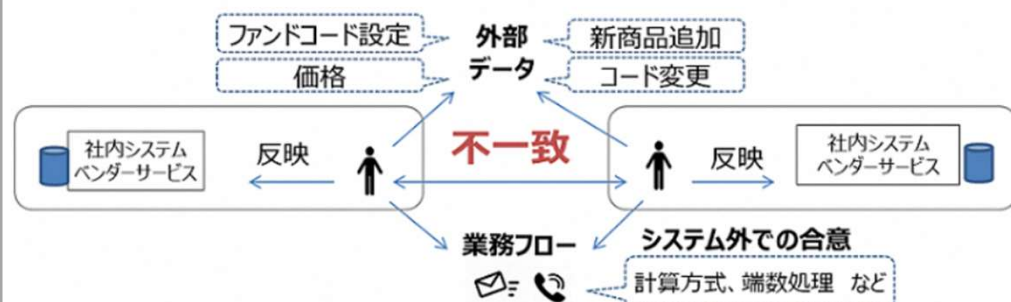 ファンドコード設定
外部
データ
新商品追加
価格
コード変更
不一致
社内システム
ベンダーサービス
反映
反映
社内システム
ベンダーサービス
業務フロー
システム外での合意
計算方式、端数処理 など